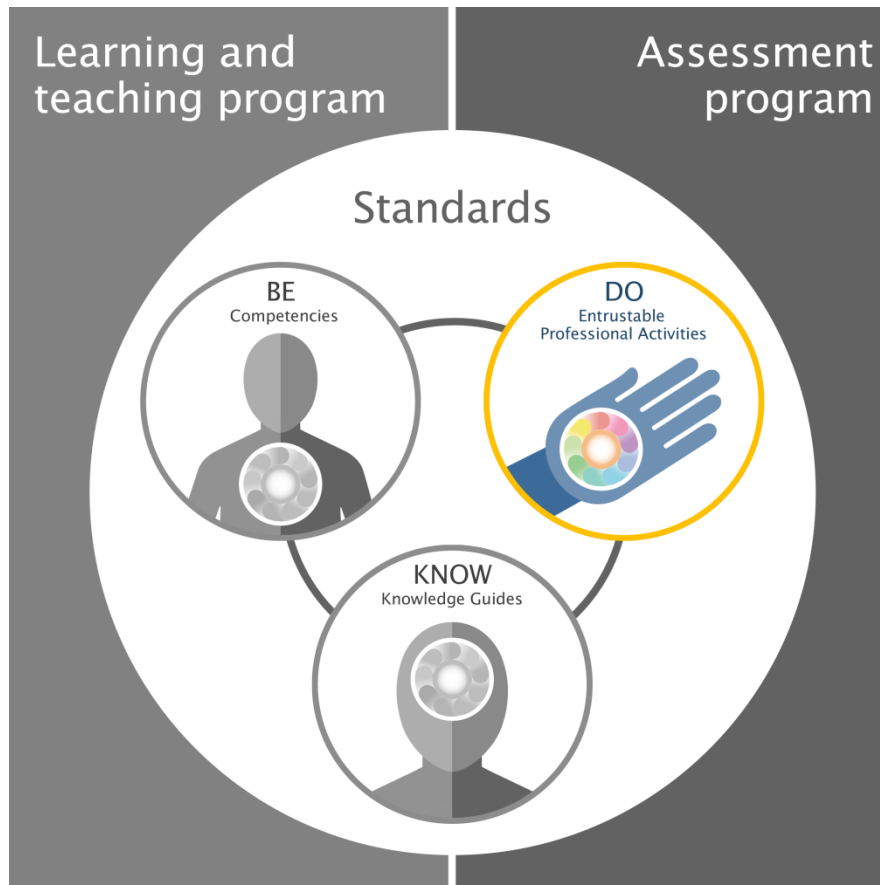 Learning and
teaching program
Assessment
program
Standards
BE
Competencies
DO
Entrustable
Professional Activities
KNOW
Knowledge Guides